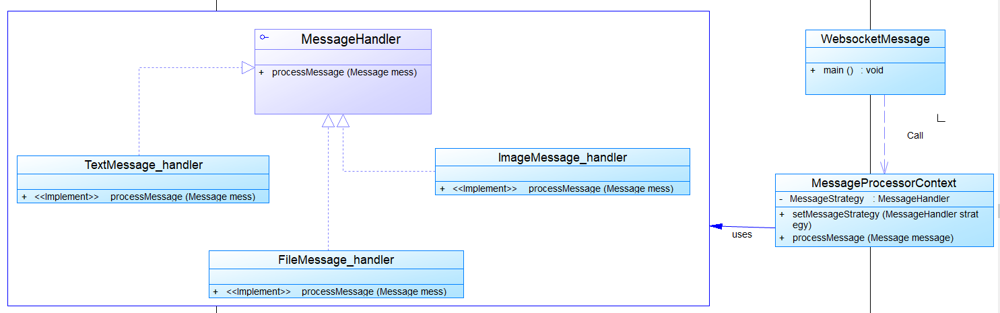 MessageHandler
+ processMessage (Message mess)
TextMessage_handler
+ <<Implement>> processMessage (Message mess)
ImageMessage_handler
+ <<Implement>> processMessage (Message mess)
FileMessage_handler
+ <<Implement>> processMessage (Message mess)
uses
WebsocketMessage
+ main () : void
Call
MessageProcessorContext
- MessageStrategy : MessageHandler
+ setMessageStrategy (MessageHandler strat
egy)
+ processMessage (Message message)